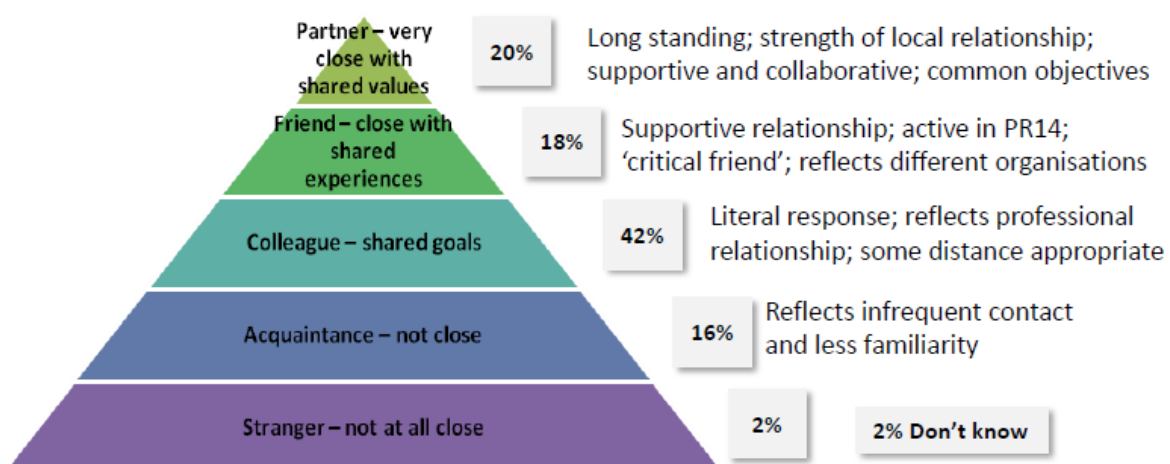 Partner – very
close with
shared values
20%
Long standing; strength of local relationship;
supportive and collaborative; common objectives
Friend – close with
shared
experiences
18%
Supportive relationship; active in PR14;
‘critical friend’; reflects different organisations
Colleague – shared goals
42%
Literal response; reflects professional
relationship; some distance appropriate
Acquaintance – not close
16%
Reflects infrequent contact
and less familiarity
Stranger – not at all close
2%
2% Don’t know